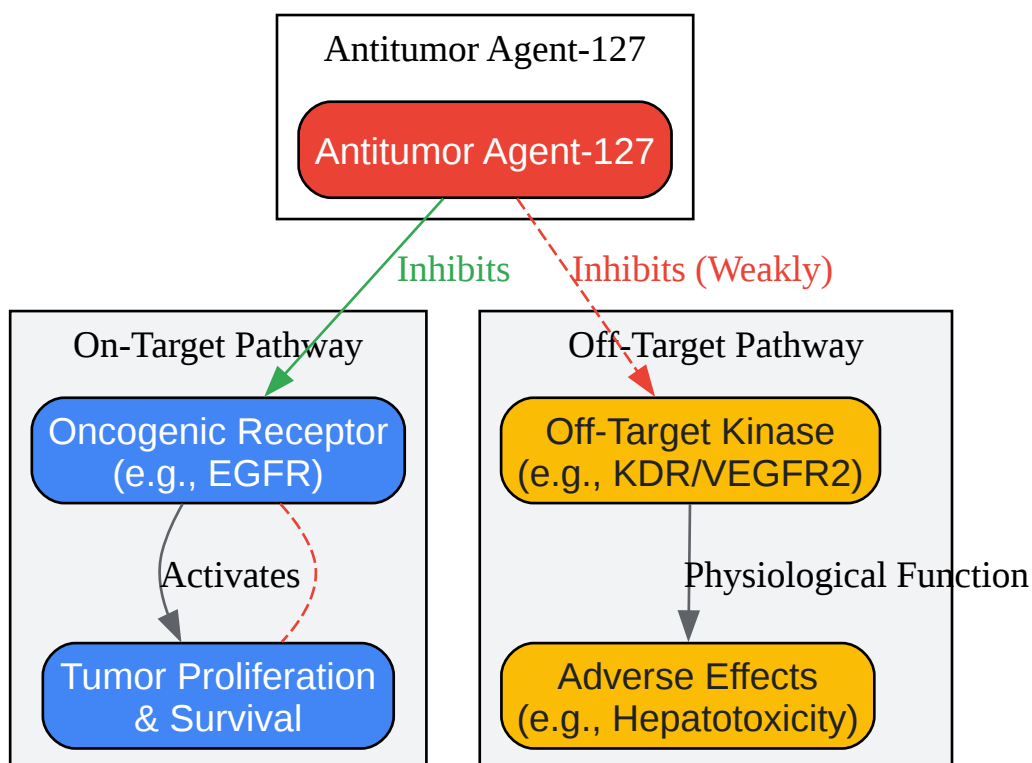 Antitumor Agent-127
Antitumor Agent-127
Inhibits
Inhibits (Weakly)
On-Target Pathway
Oncogenic Receptor
(e.g., EGFR)
Activates
Tumor Proliferation
& Survival
Off-Target Pathway
Off-Target Kinase
(e.g., KDR/VEGFR2)
Physiological Function
Adverse Effects
(e.g., Hepatotoxicity)